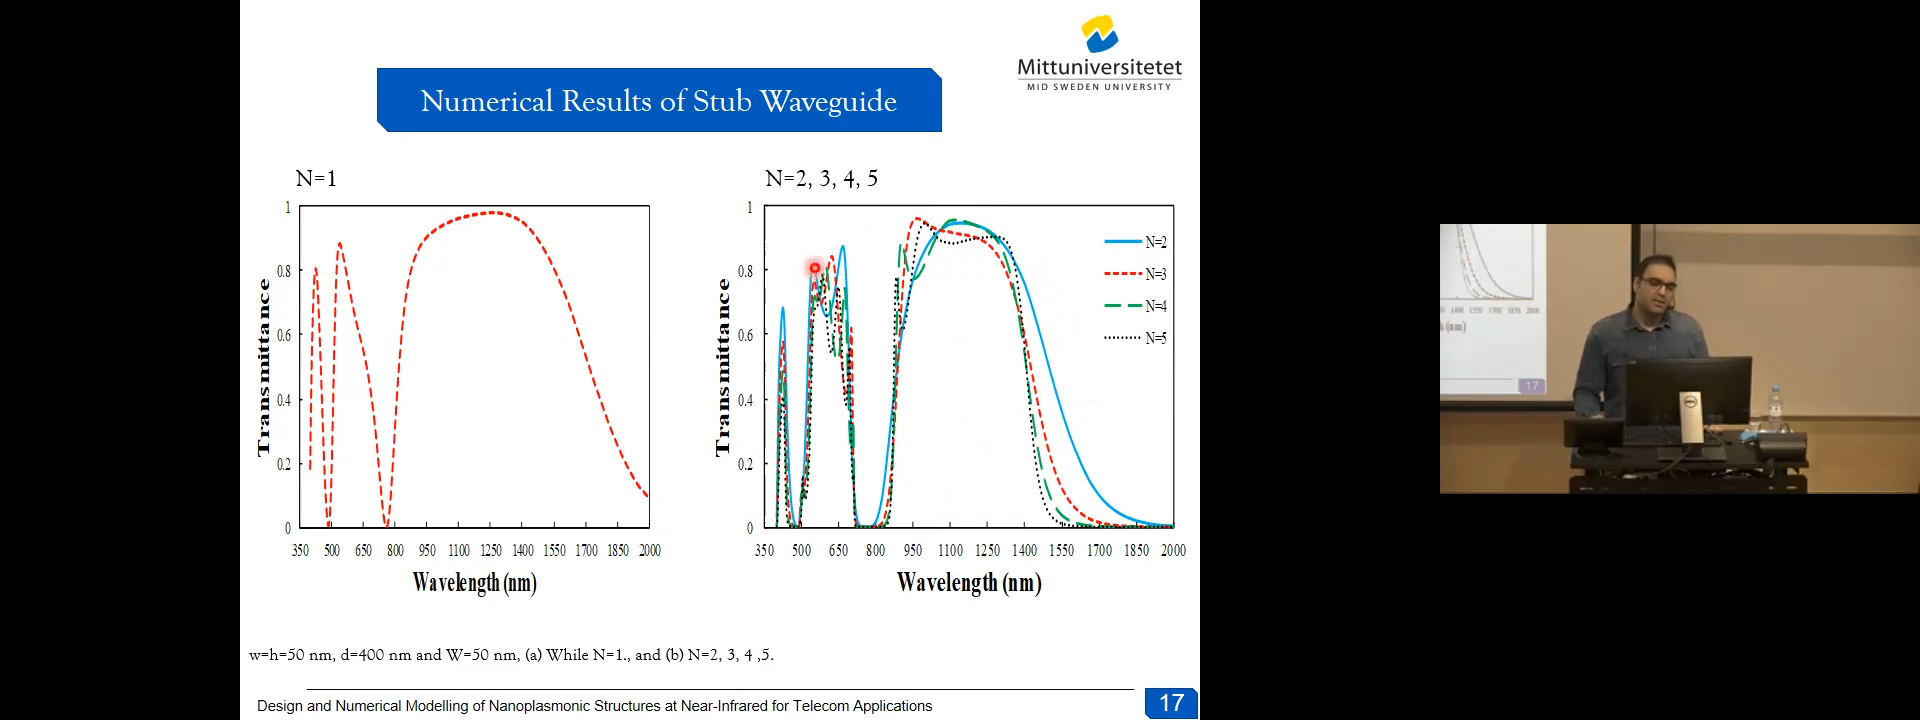 Mittuniversitetet
MID SWEDEN UNIVERSITY
Numerical Results of Stub Waveguide
N=1
N=2, 3, 4, 5
Transmittance
1
0.8
0.6
0.4
0.2
0
350 500 650 800 950 1100 1250 1400 1550 1700 1850 2000
Wavelength (nm)
Transmittance
1
0.8
0.6
0.4
0.2
0
N=2
N=3
N=4
N=5
350 500 650 800 950 1100 1250 1400 1550 1700 1850 2000
Wavelength (nm)
w=h=50 nm, d=400 nm and W=50 nm, (a) While N=1., and (b) N=2, 3, 4 ,5.
Design and Numerical Modelling of Nanoplasmonic Structures at Near-Infrared for Telecom Applications
17
17